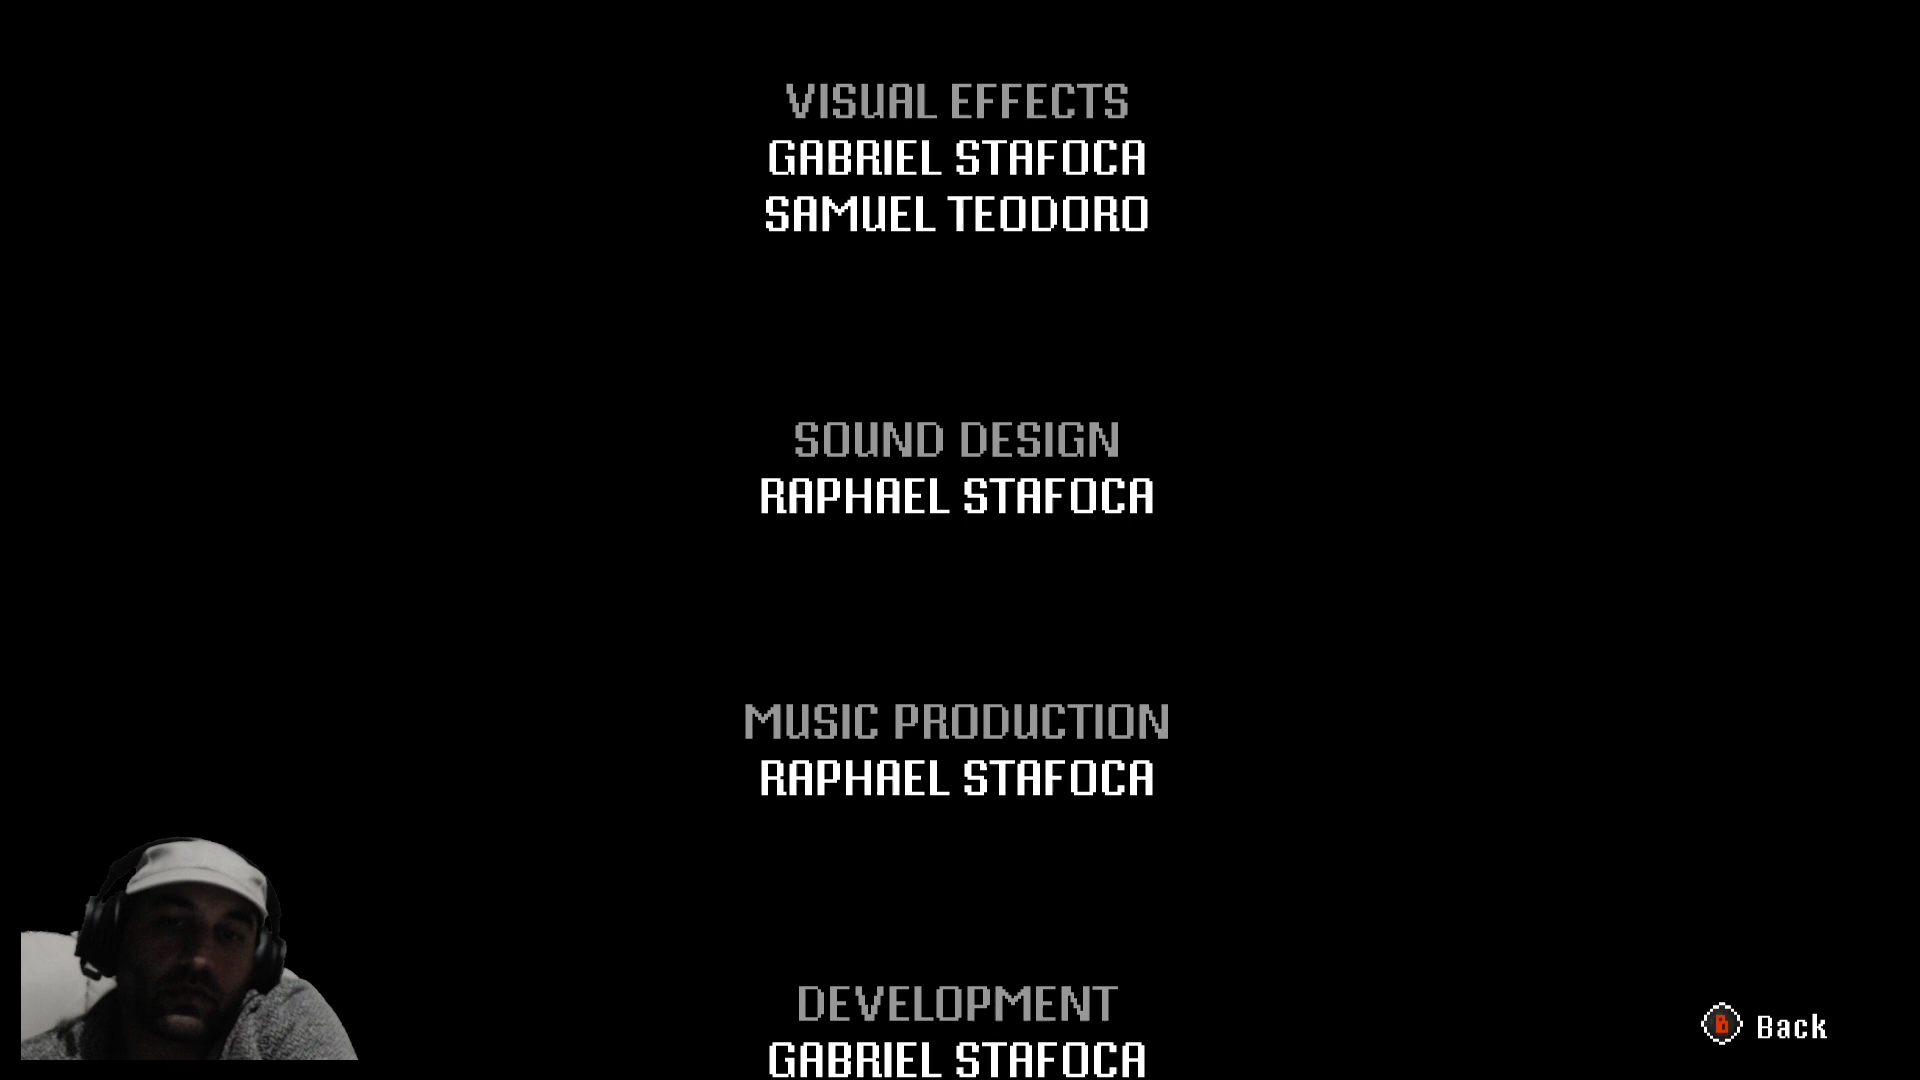 VISUAL EFFECTS
GABRIEL STAFOCA
SAMUEL TEODORO
SOUND DESIGN
RAPHAEL STAFOCA
MUSIC PRODUCTION
RAPHAEL STAFOCA
DEVELOPMENT
GABRIEL STAFOCA
B Back